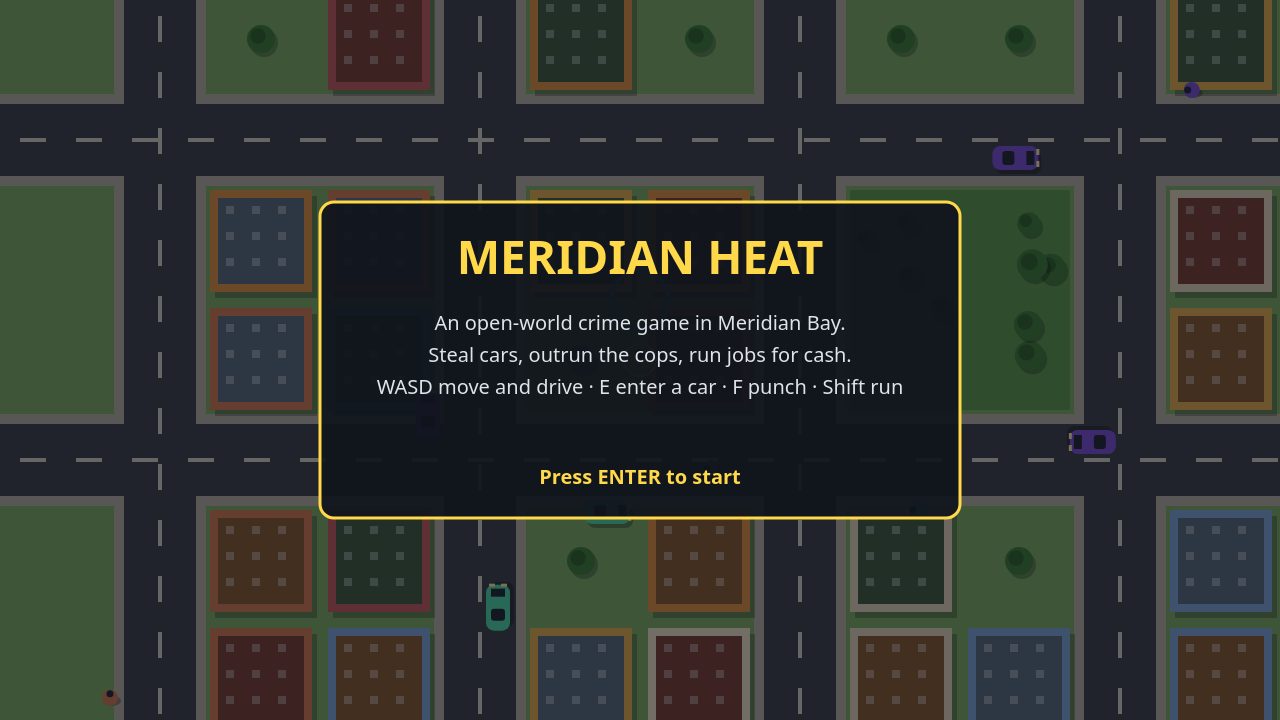 MERIDIAN HEAT
An open-world crime game in Meridian Bay.
Steal cars, outrun the cops, run jobs for cash.
WASD move and drive · E enter a car · F punch · Shift run
Press ENTER to start